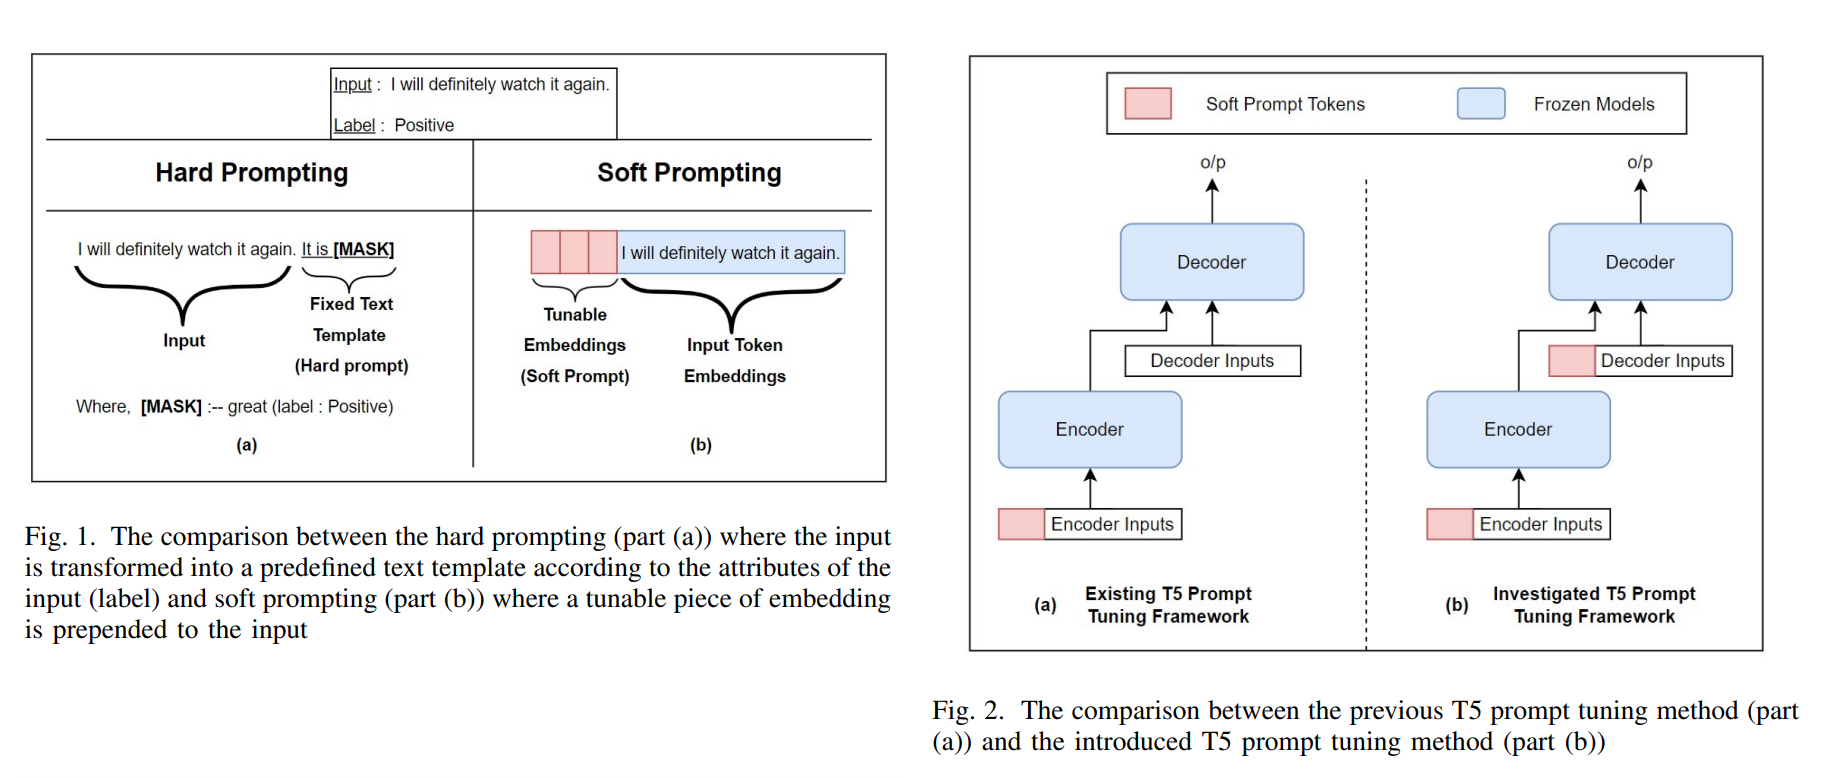 Input : I will definitely watch it again.
Label : Positive
Hard Prompting
Soft Prompting
I will definitely watch it again. It is [MASK]
Input
Fixed Text
Template
(Hard prompt)
Where, [MASK] :-- great (label : Positive)
(a)
I will definitely watch it again.
Tunable
Embeddings
(Soft Prompt)
Input Token
Embeddings
(b)
Fig. 1. The comparison between the hard prompting (part (a)) where the input
is transformed into a predefined text template according to the attributes of the
input (label) and soft prompting (part (b)) where a tunable piece of embedding
is prepended to the input
Soft Prompt Tokens
Frozen Models
o/p
Decoder
Decoder Inputs
Encoder
Encoder Inputs
(a) Existing T5 Prompt
Tuning Framework
o/p
Decoder
Decoder Inputs
Encoder
Encoder Inputs
(b) Investigated T5 Prompt
Tuning Framework
Fig. 2. The comparison between the previous T5 prompt tuning method (part
(a)) and the introduced T5 prompt tuning method (part (b))